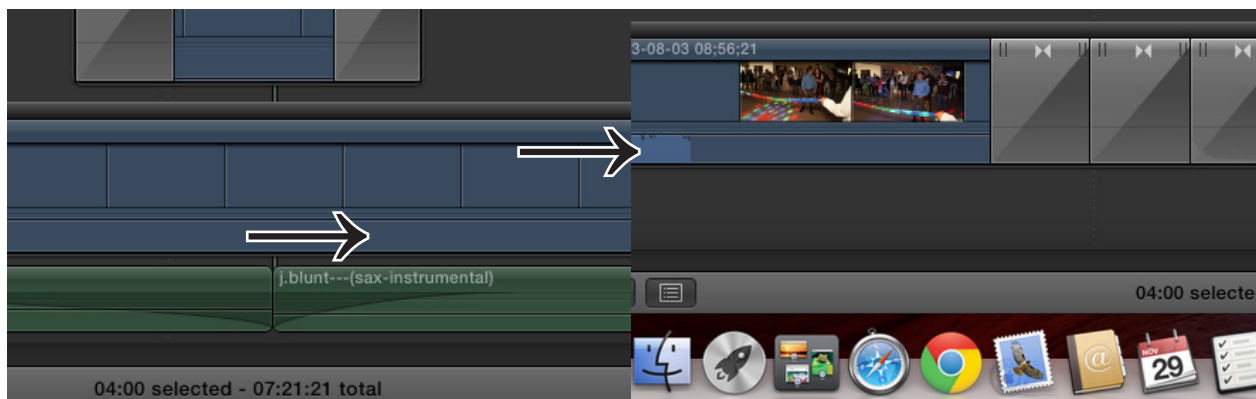 3-08-03 08;56;21
j.blunt---(sax-instrumental)
04:00 selected - 07:21:21 total
04:00 selecte
@
NOV
29